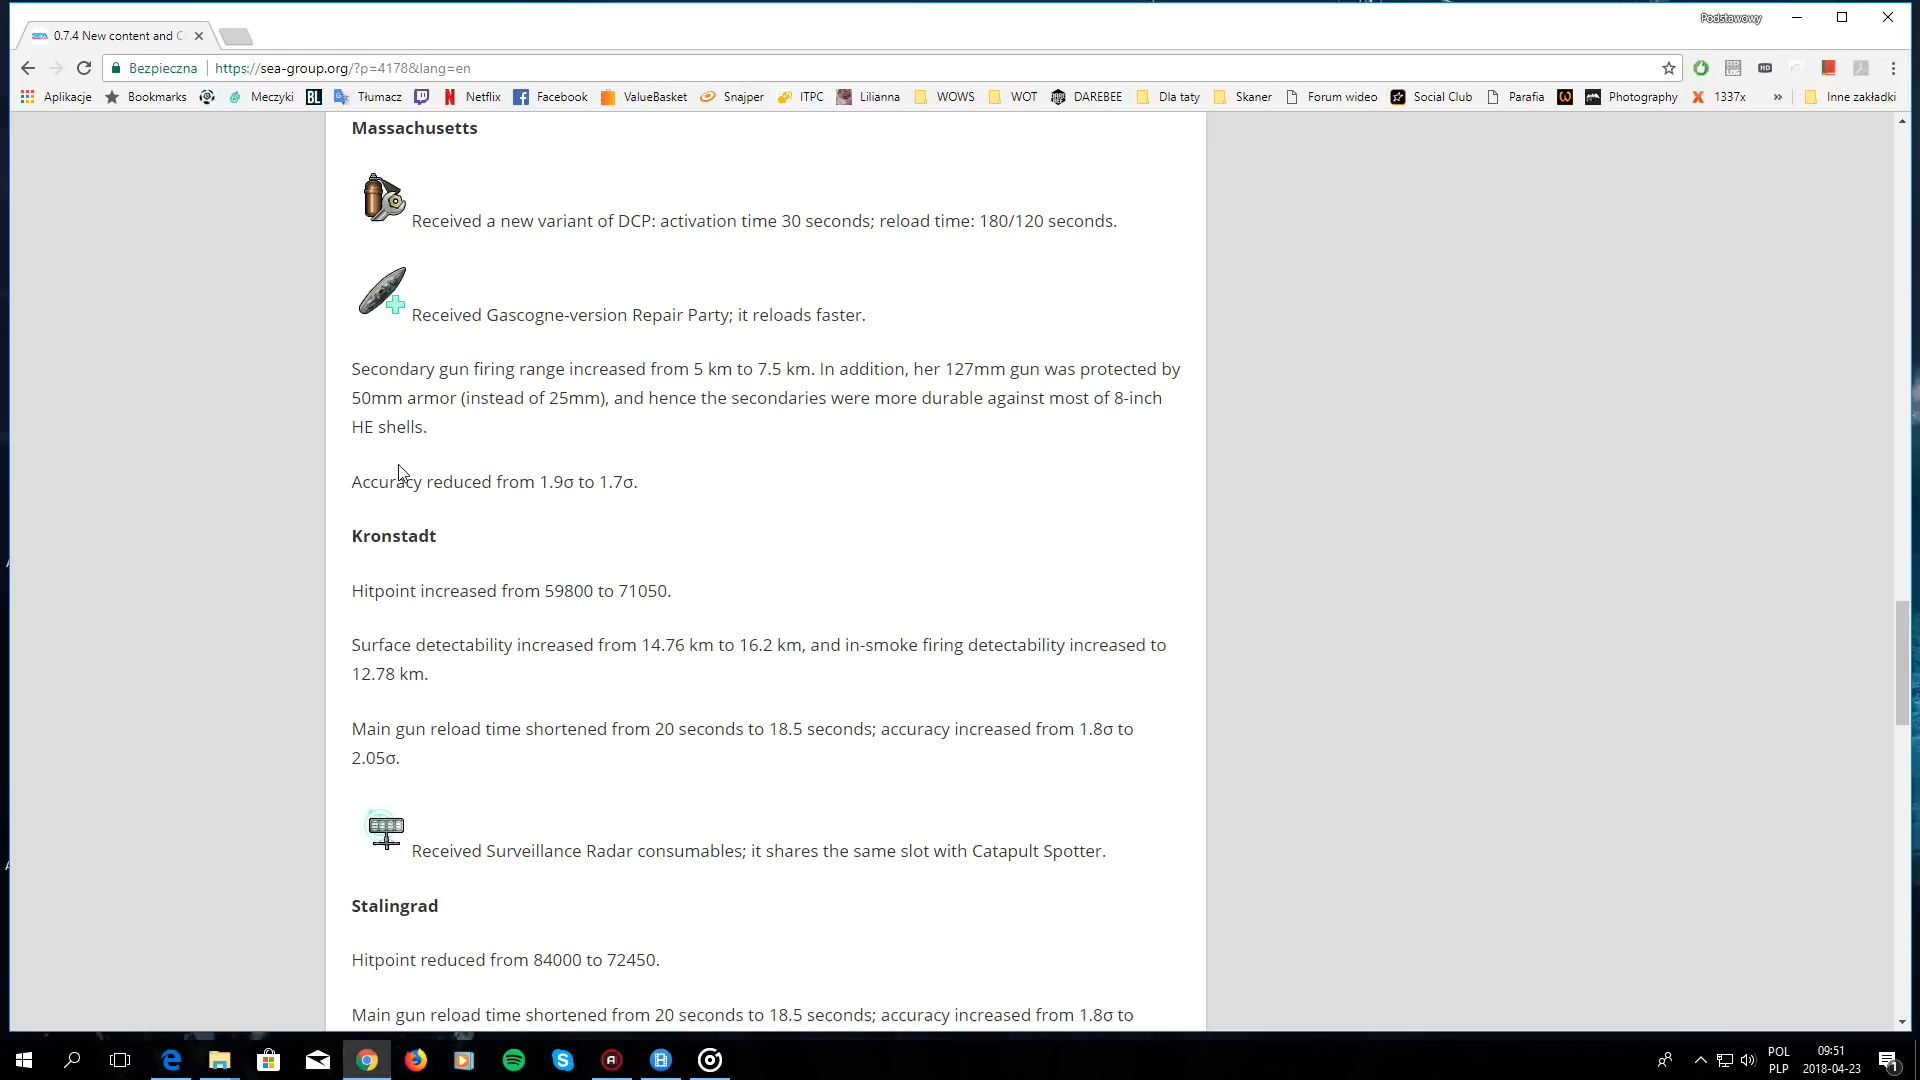 Podstawowy
0.7.4 New content and C
Bezpieczna https://sea-group.org/?p=4178&lang=en
Aplikacje Bookmarks Meczyki BL Tłumacz Netflix Facebook ValueBasket Snajper ITPC Lilianna WOWS WOT DAREBEE Dla taty Skaner Forum wideo Social Club Parafia Photography 1337x » Inne zakładki
Massachusetts
Received a new variant of DCP: activation time 30 seconds; reload time: 180/120 seconds.
Received Gascogne-version Repair Party; it reloads faster.
Secondary gun firing range increased from 5 km to 7.5 km. In addition, her 127mm gun was protected by
50mm armor (instead of 25mm), and hence the secondaries were more durable against most of 8-inch
HE shells.
Accuracy reduced from 1.9σ to 1.7σ.
Kronstadt
Hitpoint increased from 59800 to 71050.
Surface detectability increased from 14.76 km to 16.2 km, and in-smoke firing detectability increased to
12.78 km.
Main gun reload time shortened from 20 seconds to 18.5 seconds; accuracy increased from 1.8σ to
2.05σ.
Received Surveillance Radar consumables; it shares the same slot with Catapult Spotter.
Stalingrad
Hitpoint reduced from 84000 to 72450.
Main gun reload time shortened from 20 seconds to 18.5 seconds; accuracy increased from 1.8σ to
POL 09:51
PLP 2018-04-23